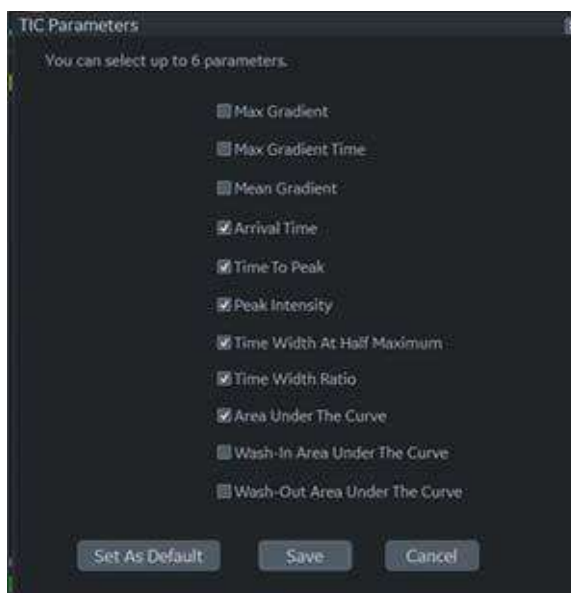 TIC Parameters
You can select up to 6 parameters.
Max Gradient
Max Gradient Time
Mean Gradient
Arrival Time
Time To Peak
Peak Intensity
Time Width At Half Maximum
Time Width Ratio
Area Under The Curve
Wash-In Area Under The Curve
Wash-Out Area Under The Curve
Set As Default Save Cancel